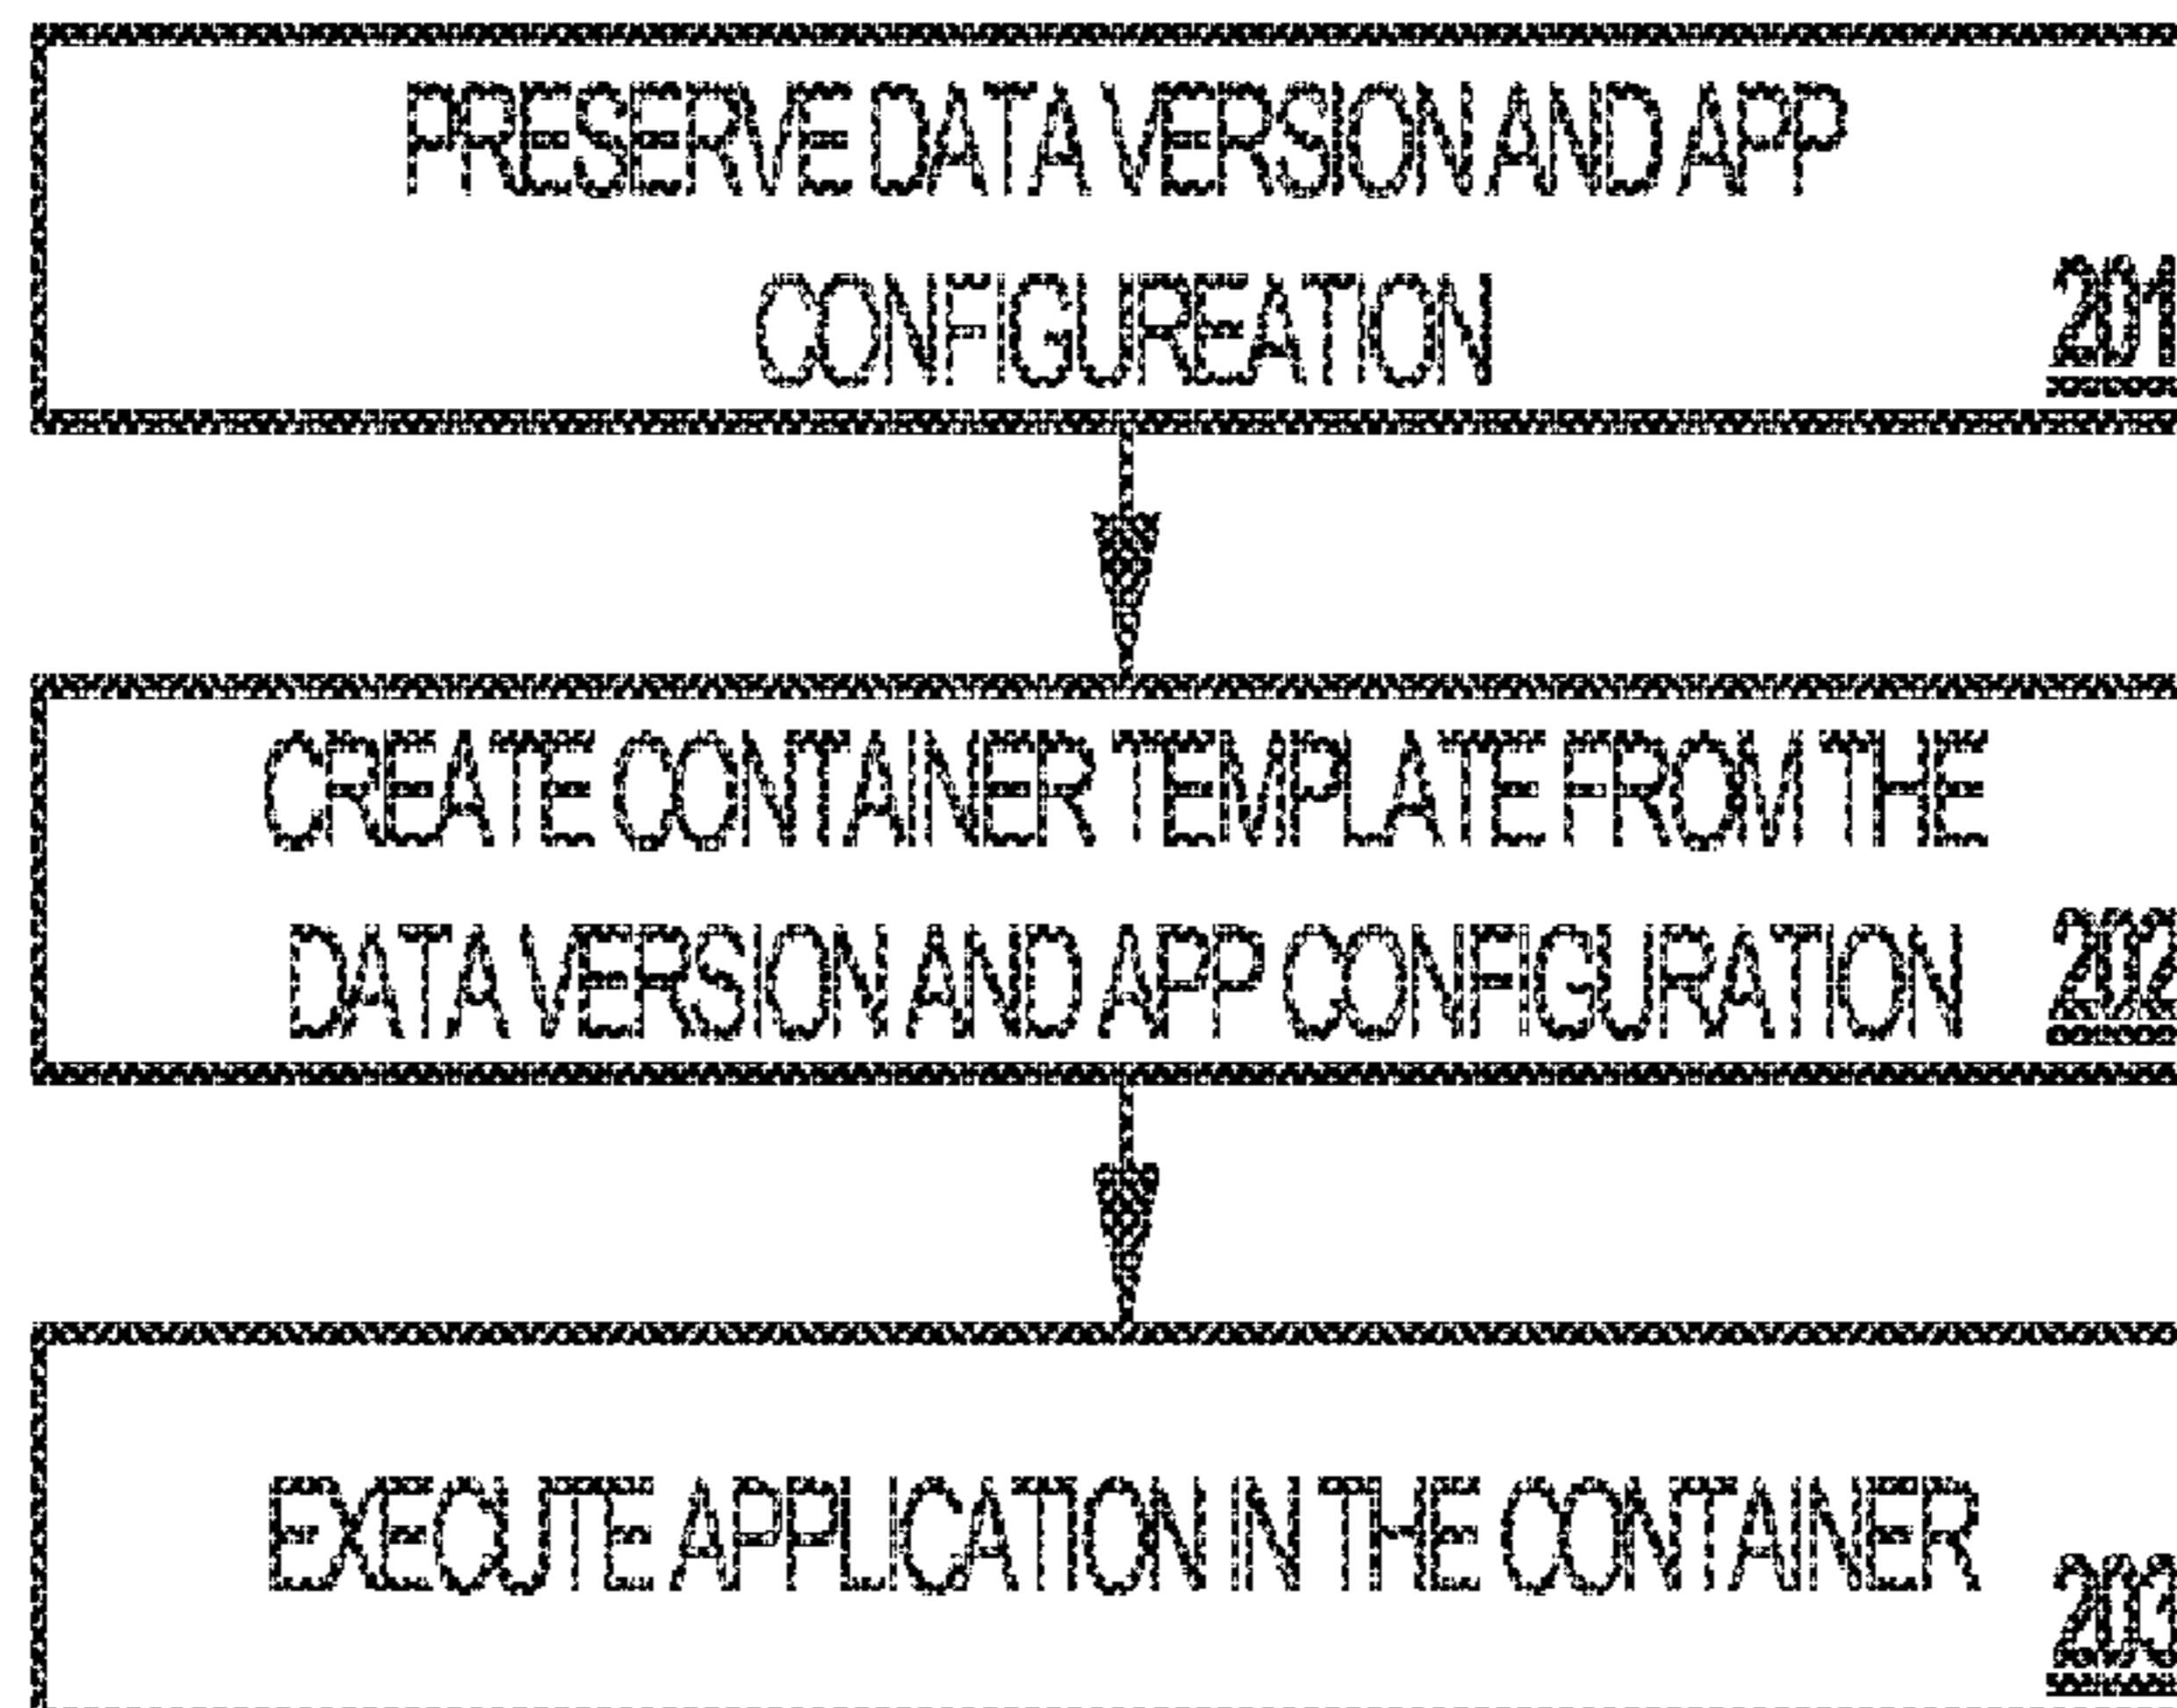 PRESERVE DATA VERSION AND APP
CONFIGUREATION
201
CREATE CONTAINER TEMPLATE FROM THE
DATA VERSION AND APP CONFIGURATION
202
EXECUTE APPLICATION IN THE CONTAINER
203